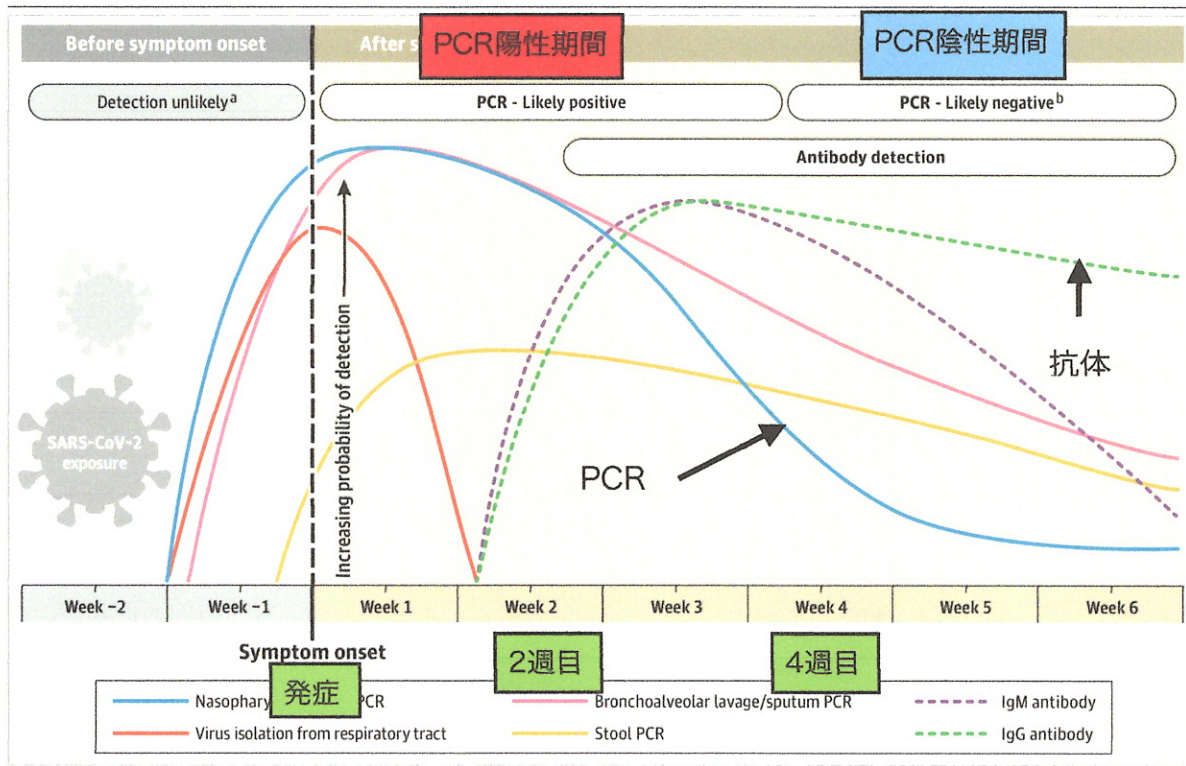 Before symptom onset
After s
PCR陽性期間
PCR陰性期間
Detection unlikelyᵃ
PCR - Likely positive
PCR - Likely negativeᵇ
Antibody detection
Increasing probability of detection
SARS-CoV-2
exposure
抗体
PCR
Week −2
Week −1
Week 1
Week 2
Week 3
Week 4
Week 5
Week 6
Symptom onset
発症
2週目
4週目
Nasophary PCR
Bronchoalveolar lavage/sputum PCR
IgM antibody
Virus isolation from respiratory tract
Stool PCR
IgG antibody